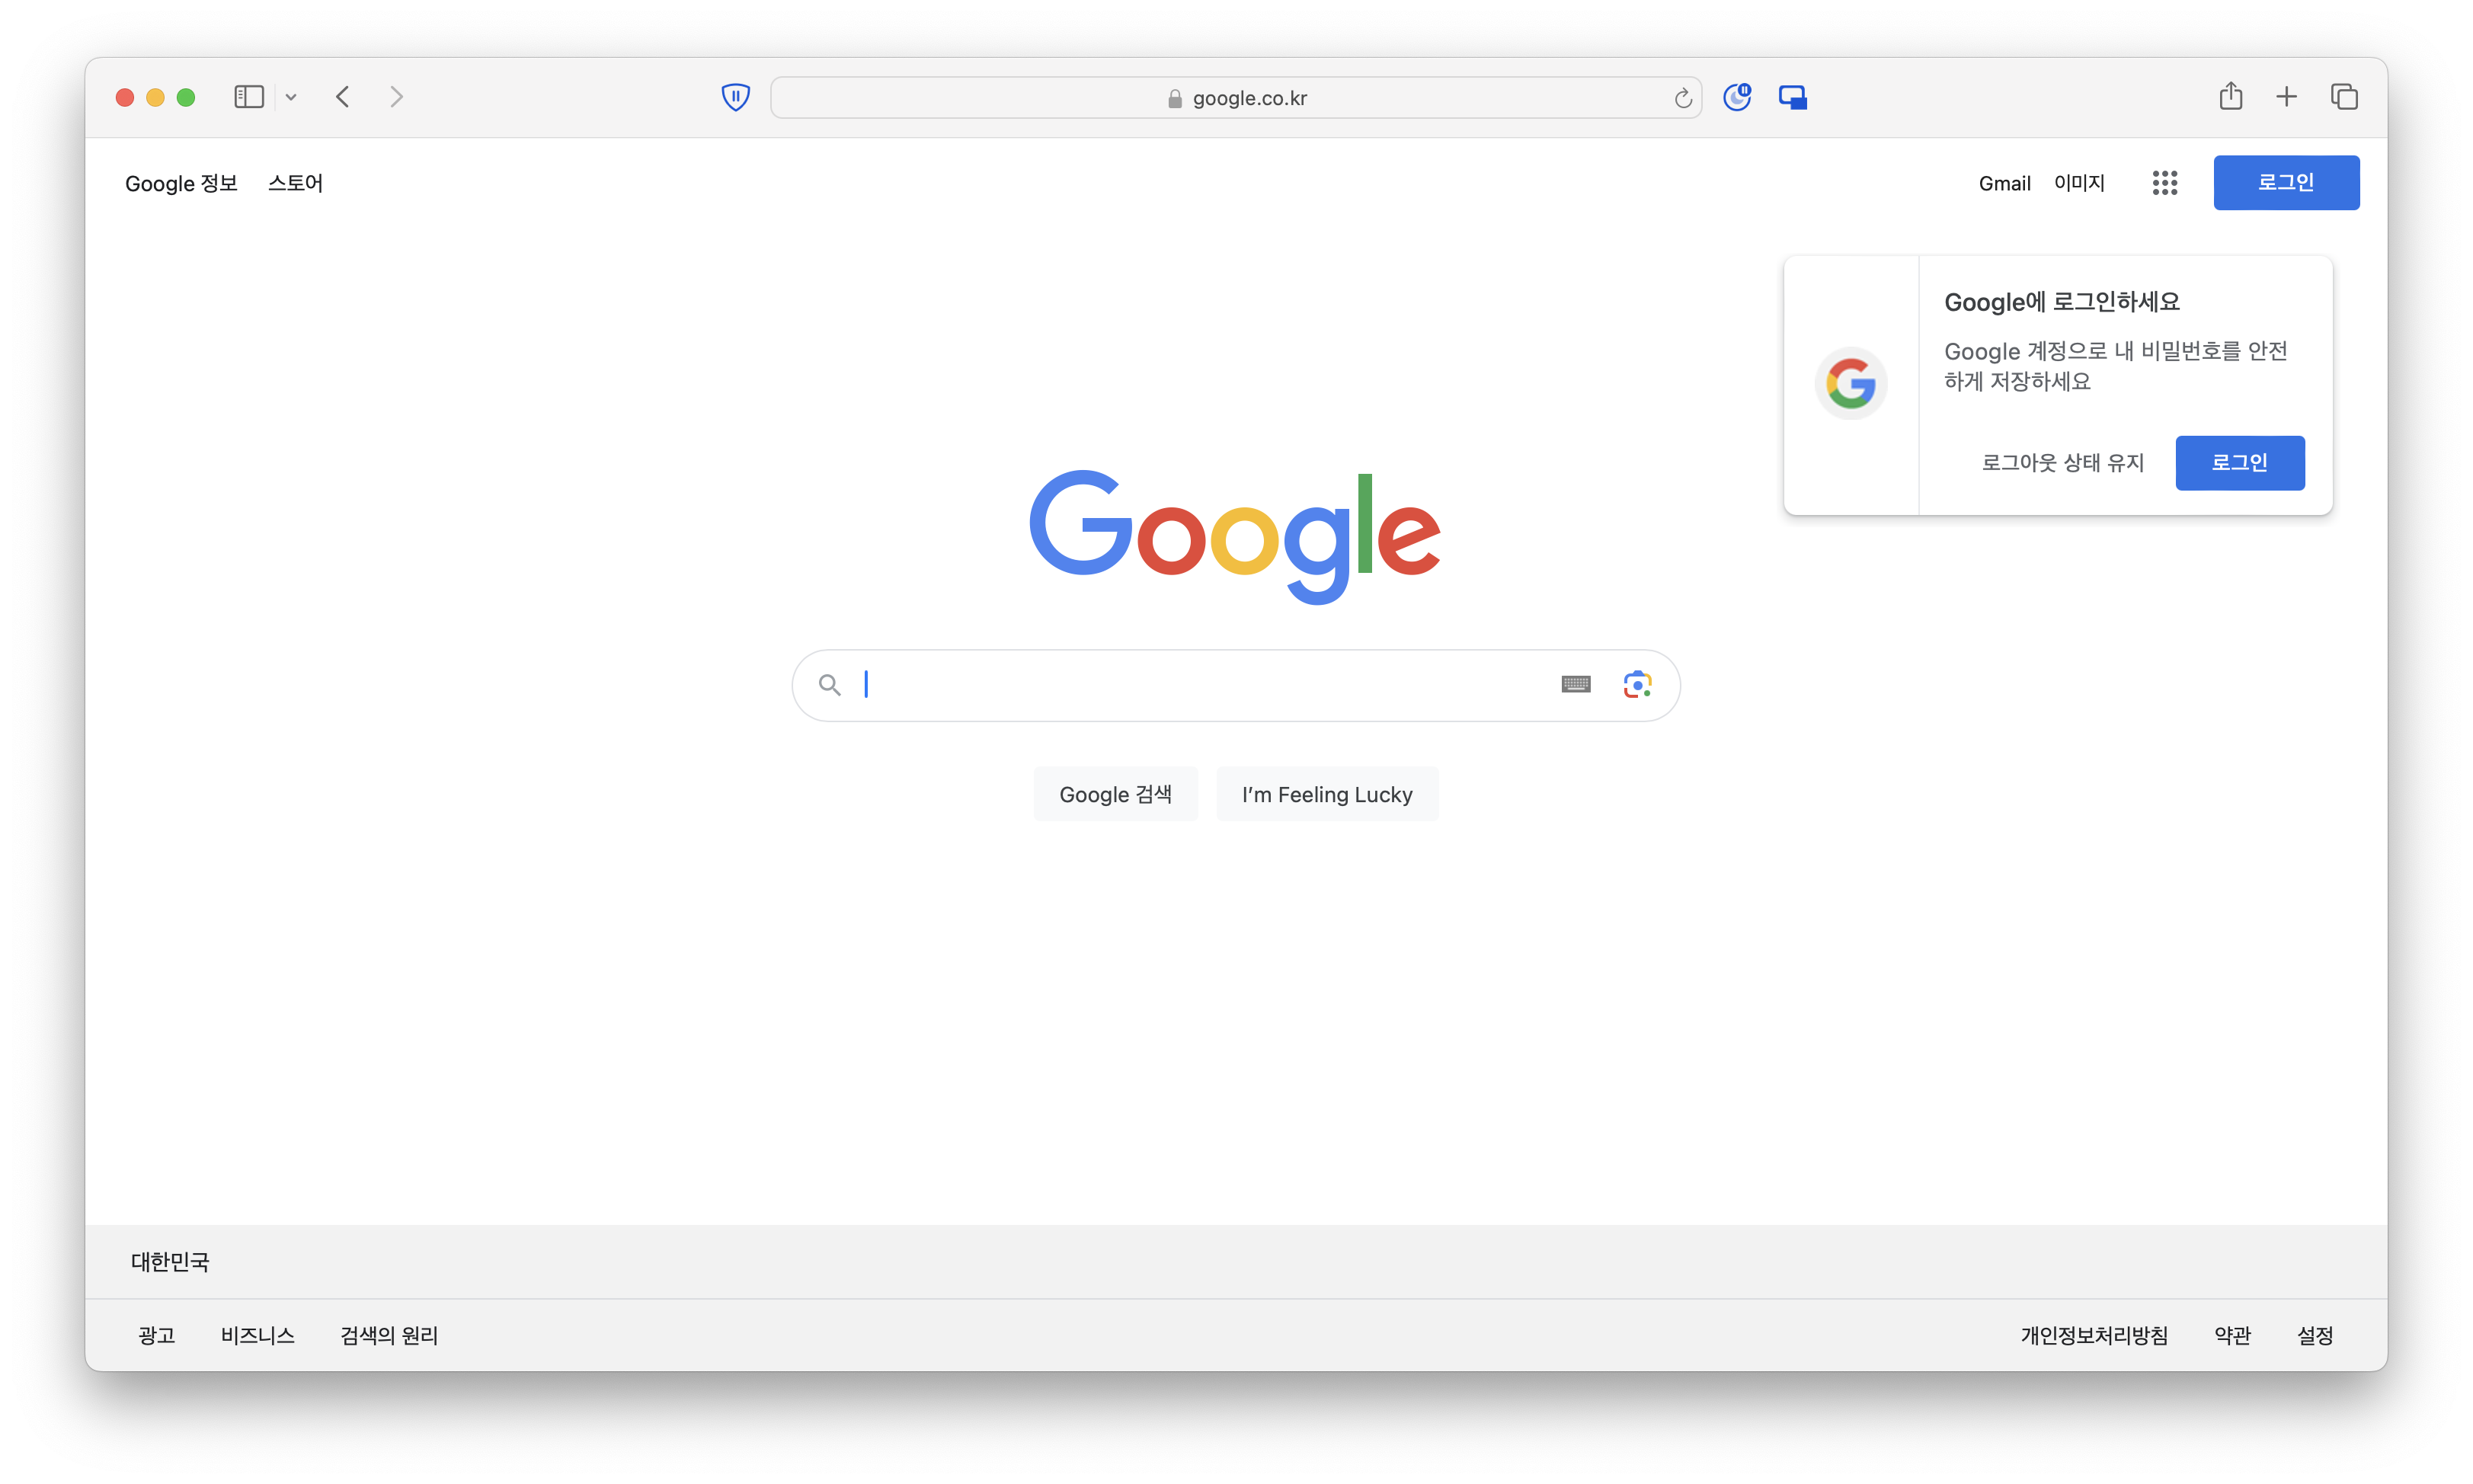 google.co.kr
Google 정보 스토어
Gmail 이미지 로그인
Google에 로그인하세요
Google 계정으로 내 비밀번호를 안전
하게 저장하세요
로그아웃 상태 유지 로그인
Google
Google 검색 I’m Feeling Lucky
대한민국
광고 비즈니스 검색의 원리
개인정보처리방침 약관 설정